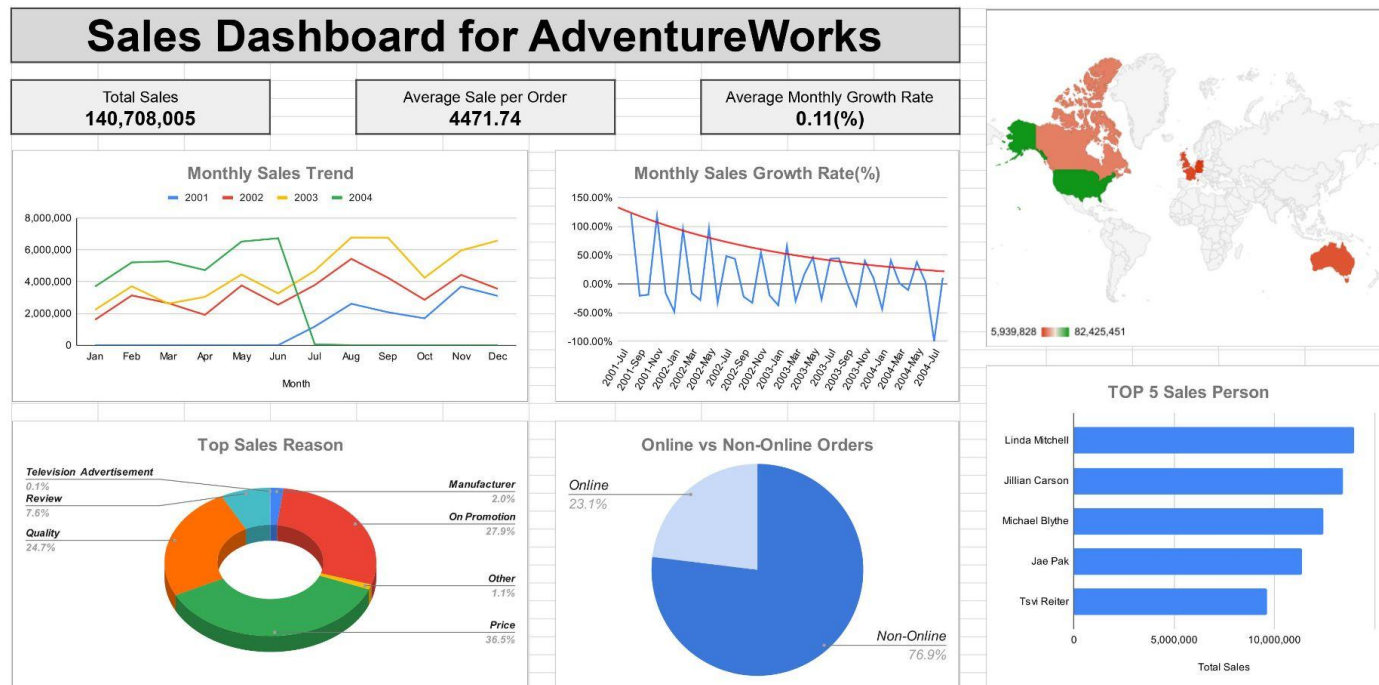 Sales Dashboard for AdventureWorks
Total Sales
140,708,005
Average Sale per Order
4471.74
Average Monthly Growth Rate
0.11(%)
Monthly Sales Trend
2001 2002 2003 2004
8,000,000
6,000,000
4,000,000
2,000,000
0
Jan Feb Mar Apr May Jun Jul Aug Sep Oct Nov Dec
Month
Monthly Sales Growth Rate(%)
150.00%
100.00%
50.00%
0.00%
-50.00%
-100.00%
2001-Jul 2001-Sep 2001-Nov 2002-Jan 2002-Mar 2002-May 2002-Jul 2002-Sep 2002-Nov 2003-Jan 2003-Mar 2003-May 2003-Jul 2003-Sep 2003-Nov 2004-Jan 2004-Mar 2004-May 2004-Jul
5,939,828 82,425,451
Top Sales Reason
Television Advertisement
0.1%
Review
7.6%
Quality
24.7%
Manufacturer
2.0%
On Promotion
27.9%
Other
1.1%
Price
36.5%
Online vs Non-Online Orders
Online
23.1%
Non-Online
76.9%
TOP 5 Sales Person
Linda Mitchell
Jillian Carson
Michael Blythe
Jae Pak
Tsvi Reiter
0 5,000,000 10,000,000
Total Sales